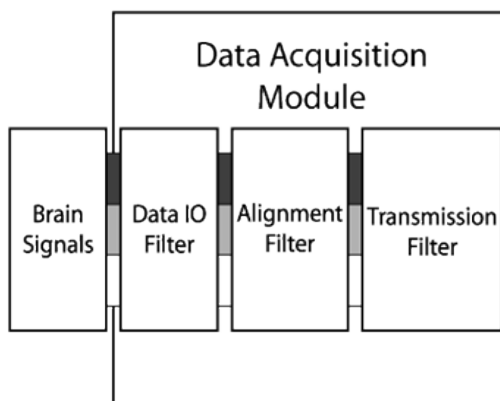 Data Acquisition
Module
Brain
Signals
Data IO
Filter
Alignment
Filter
Transmission
Filter